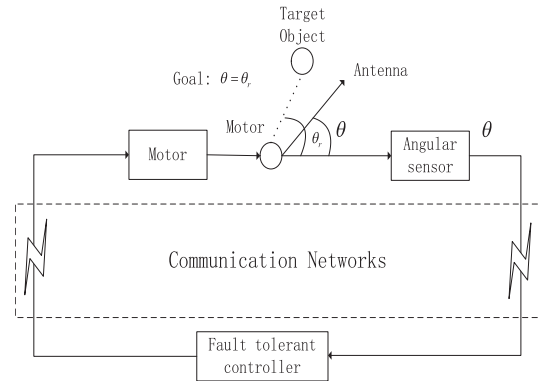 Target
Object
Goal: θ=θr
Antenna
Motor
θr
θ
Motor
Angular
sensor
θ
Communication Networks
Fault tolerant
controller